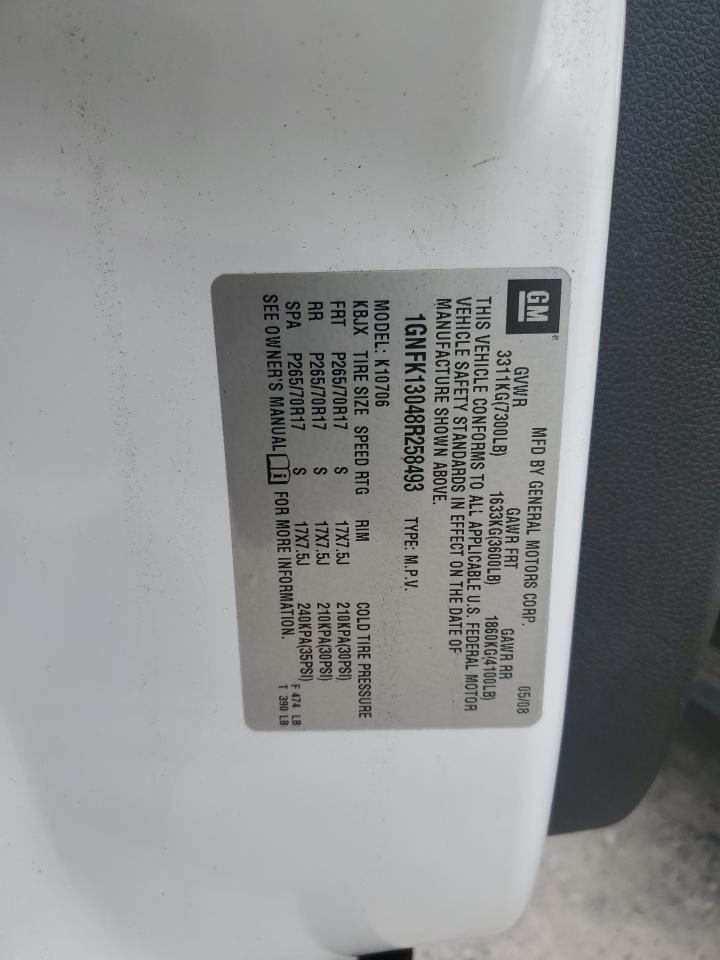 GM ®
MFD BY GENERAL MOTORS CORP. 05/08
GVWR GAWR FRT GAWR RR
3311KG(7300LB) 1633KG(3600LB) 1860KG(4100LB)
THIS VEHICLE CONFORMS TO ALL APPLICABLE U.S. FEDERAL MOTOR
VEHICLE SAFETY STANDARDS IN EFFECT ON THE DATE OF
MANUFACTURE SHOWN ABOVE.
1GNFK13048R258493 TYPE: M.P.V.
MODEL: K10706
KBJX TIRE SIZE SPEED RTG RIM COLD TIRE PRESSURE
FRT P265/70R17 S 17X7.5J 210KPA(30PSI)
RR P265/70R17 S 17X7.5J 210KPA(30PSI)
SPA P265/70R17 S 17X7.5J 240KPA(35PSI) F 474 LB
SEE OWNER'S MANUAL FOR MORE INFORMATION. T 390 LB